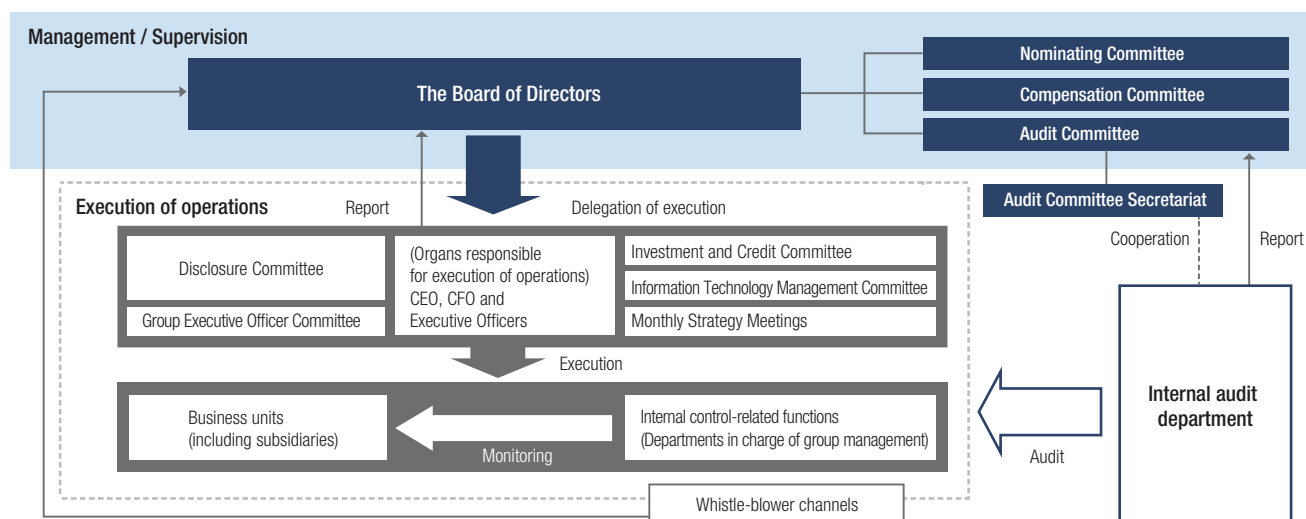 Management / Supervision
The Board of Directors
Nominating Committee
Compensation Committee
Audit Committee
Audit Committee Secretariat
Cooperation
Report
Execution of operations
Report
Delegation of execution
Disclosure Committee
Group Executive Officer Committee
(Organs responsible
for execution of operations)
CEO, CFO and
Executive Officers
Investment and Credit Committee
Information Technology Management Committee
Monthly Strategy Meetings
Execution
Business units
(including subsidiaries)
Monitoring
Internal control-related functions
(Departments in charge of group management)
Internal audit
department
Audit
Whistle-blower channels